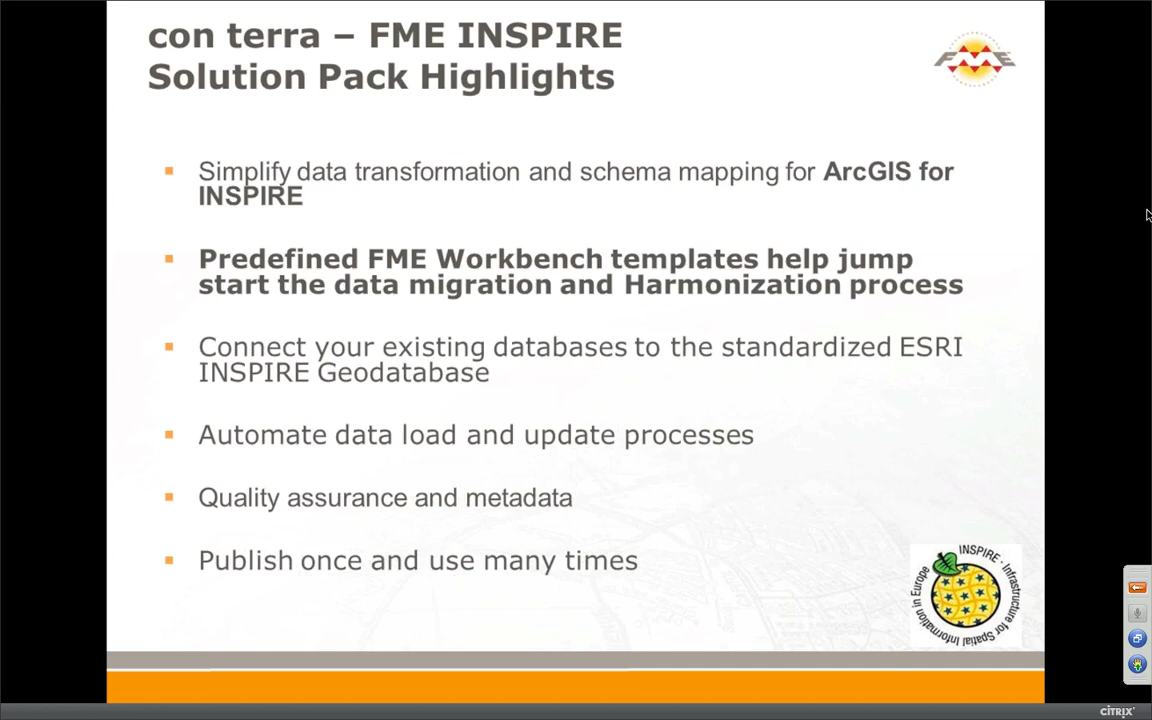 con terra – FME INSPIRE
Solution Pack Highlights
FME
Simplify data transformation and schema mapping for ArcGIS for
INSPIRE
Predefined FME Workbench templates help jump
start the data migration and Harmonization process
Connect your existing databases to the standardized ESRI
INSPIRE Geodatabase
Automate data load and update processes
Quality assurance and metadata
Publish once and use many times
INSPIRE · Infrastructure for Spatial Information in Europe
CITRIX